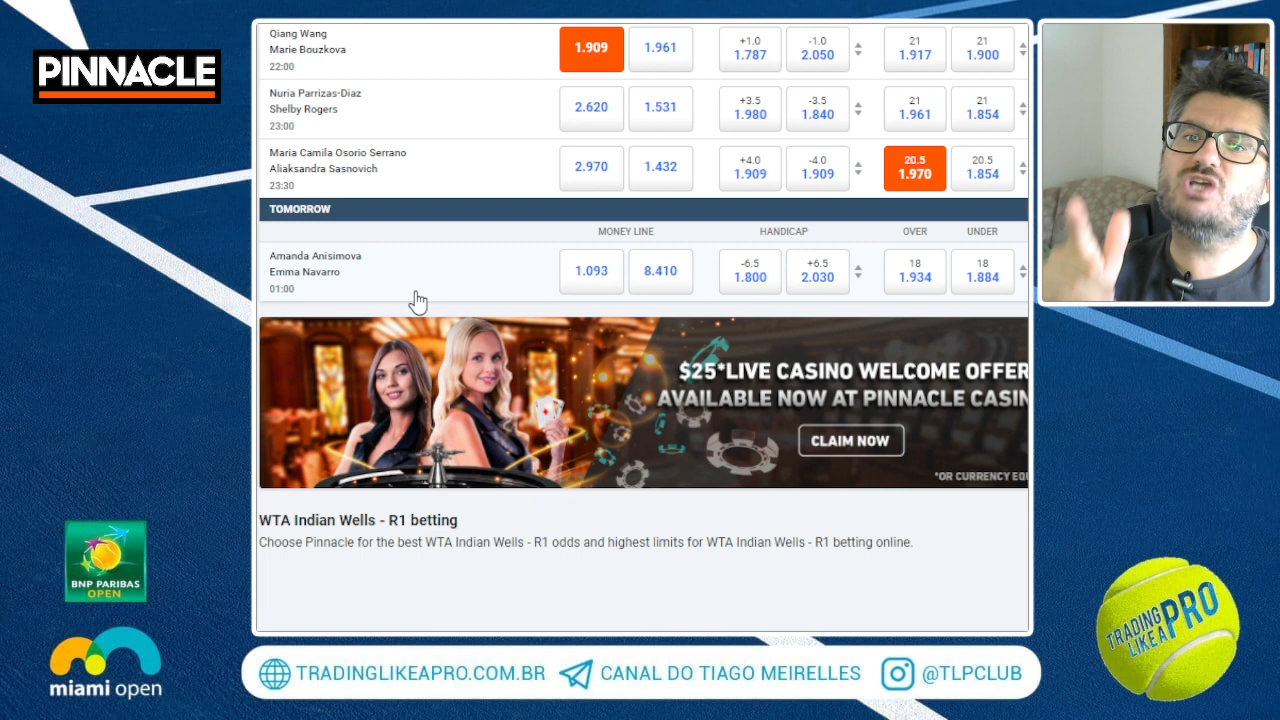 PINNACLE
Qiang Wang
Marie Bouzkova
22:00
1.909
1.961
+1.0
1.787
-1.0
2.050
21
1.917
21
1.900
Nuria Parrizas-Diaz
Shelby Rogers
23:00
2.620
1.531
+3.5
1.980
-3.5
1.840
21
1.961
21
1.854
Maria Camila Osorio Serrano
Aliaksandra Sasnovich
23:30
2.970
1.432
+4.0
1.909
-4.0
1.909
20.5
1.970
20.5
1.854
TOMORROW
MONEY LINE
HANDICAP
OVER
UNDER
Amanda Anisimova
Emma Navarro
01:00
1.093
8.410
-6.5
1.800
+6.5
2.030
18
1.934
18
1.884
$25*LIVE CASINO WELCOME OFFER
AVAILABLE NOW AT PINNACLE CASIN
CLAIM NOW
*OR CURRENCY EQU
WTA Indian Wells - R1 betting
Choose Pinnacle for the best WTA Indian Wells - R1 odds and highest limits for WTA Indian Wells - R1 betting online.
BNP PARIBAS
OPEN
miami open
TRADINGLIKEAPRO.COM.BR
CANAL DO TIAGO MEIRELLES
@TLPCLUB
TRADING
LIKE A
PRO